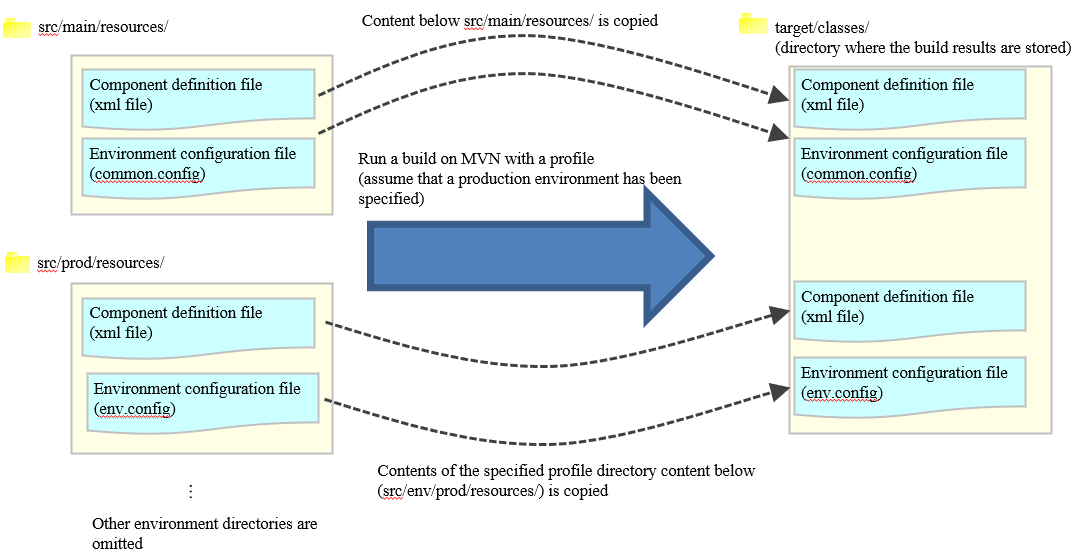 src/main/resources/
Component definition file
(xml file)
Environment configuration file
(common.config)
Content below src/main/resources/ is copied
target/classes/
(directory where the build results are stored)
Component definition file
(xml file)
Environment configuration file
(common.config)
Run a build on MVN with a profile
(assume that a production environment has been
specified)
src/prod/resources/
Component definition file
(xml file)
Environment configuration file
(env.config)
Component definition file
(xml file)
Environment configuration file
(env.config)
Contents of the specified profile directory content below
(src/env/prod/resources/) is copied
⋮
Other environment directories are
omitted